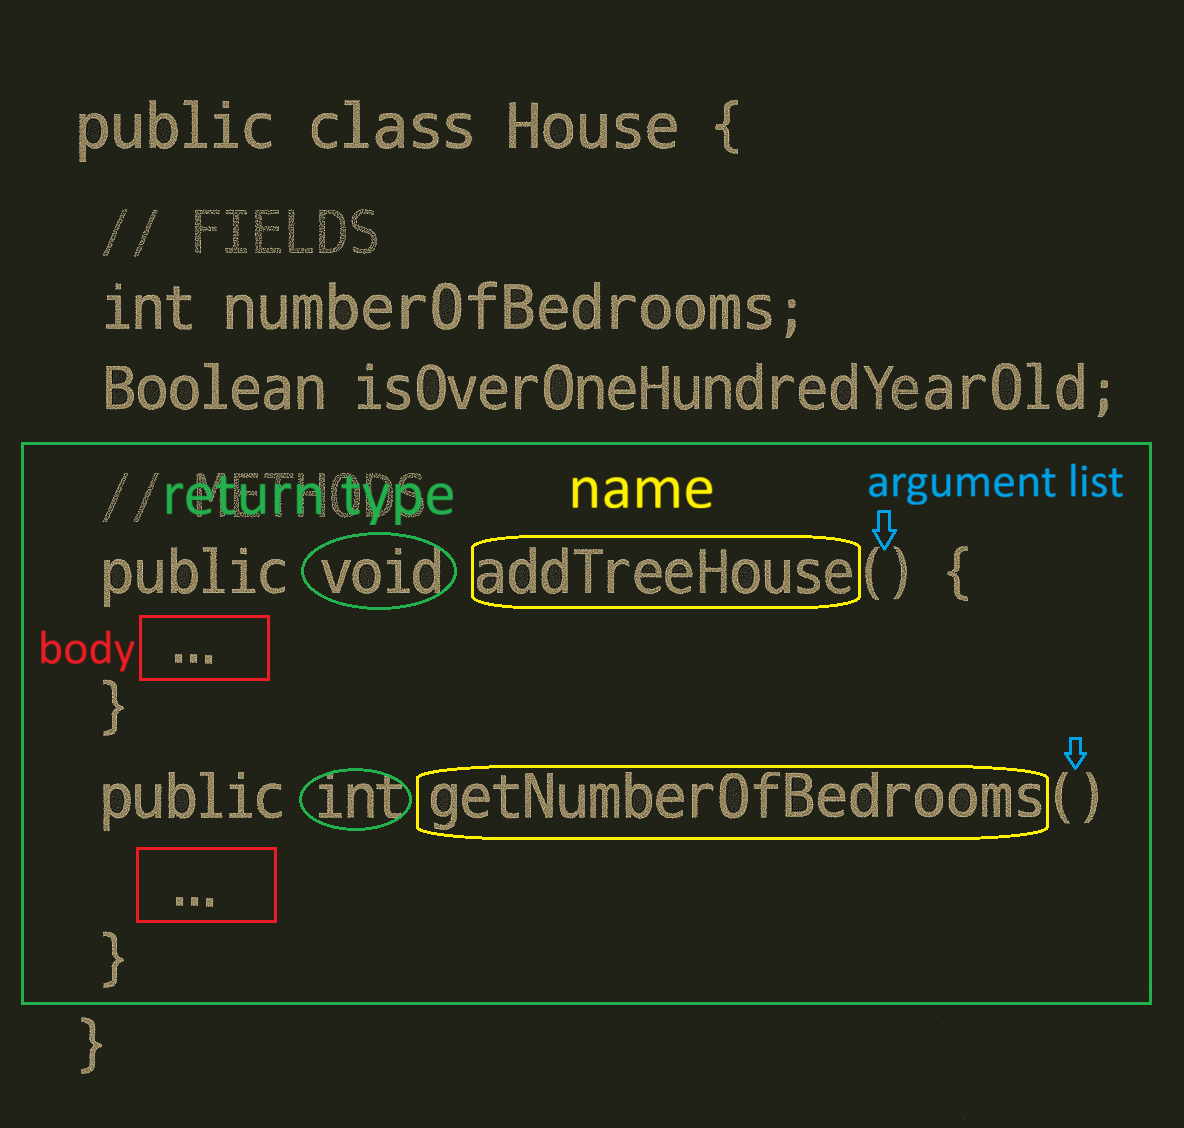 public class House {
// FIELDS
int numberOfBedrooms;
Boolean isOverOneHundredYearOld;
// METHODS
return type name argument list
public void addTreeHouse() {
body ...
}
public int getNumberOfBedrooms()
...
}
}